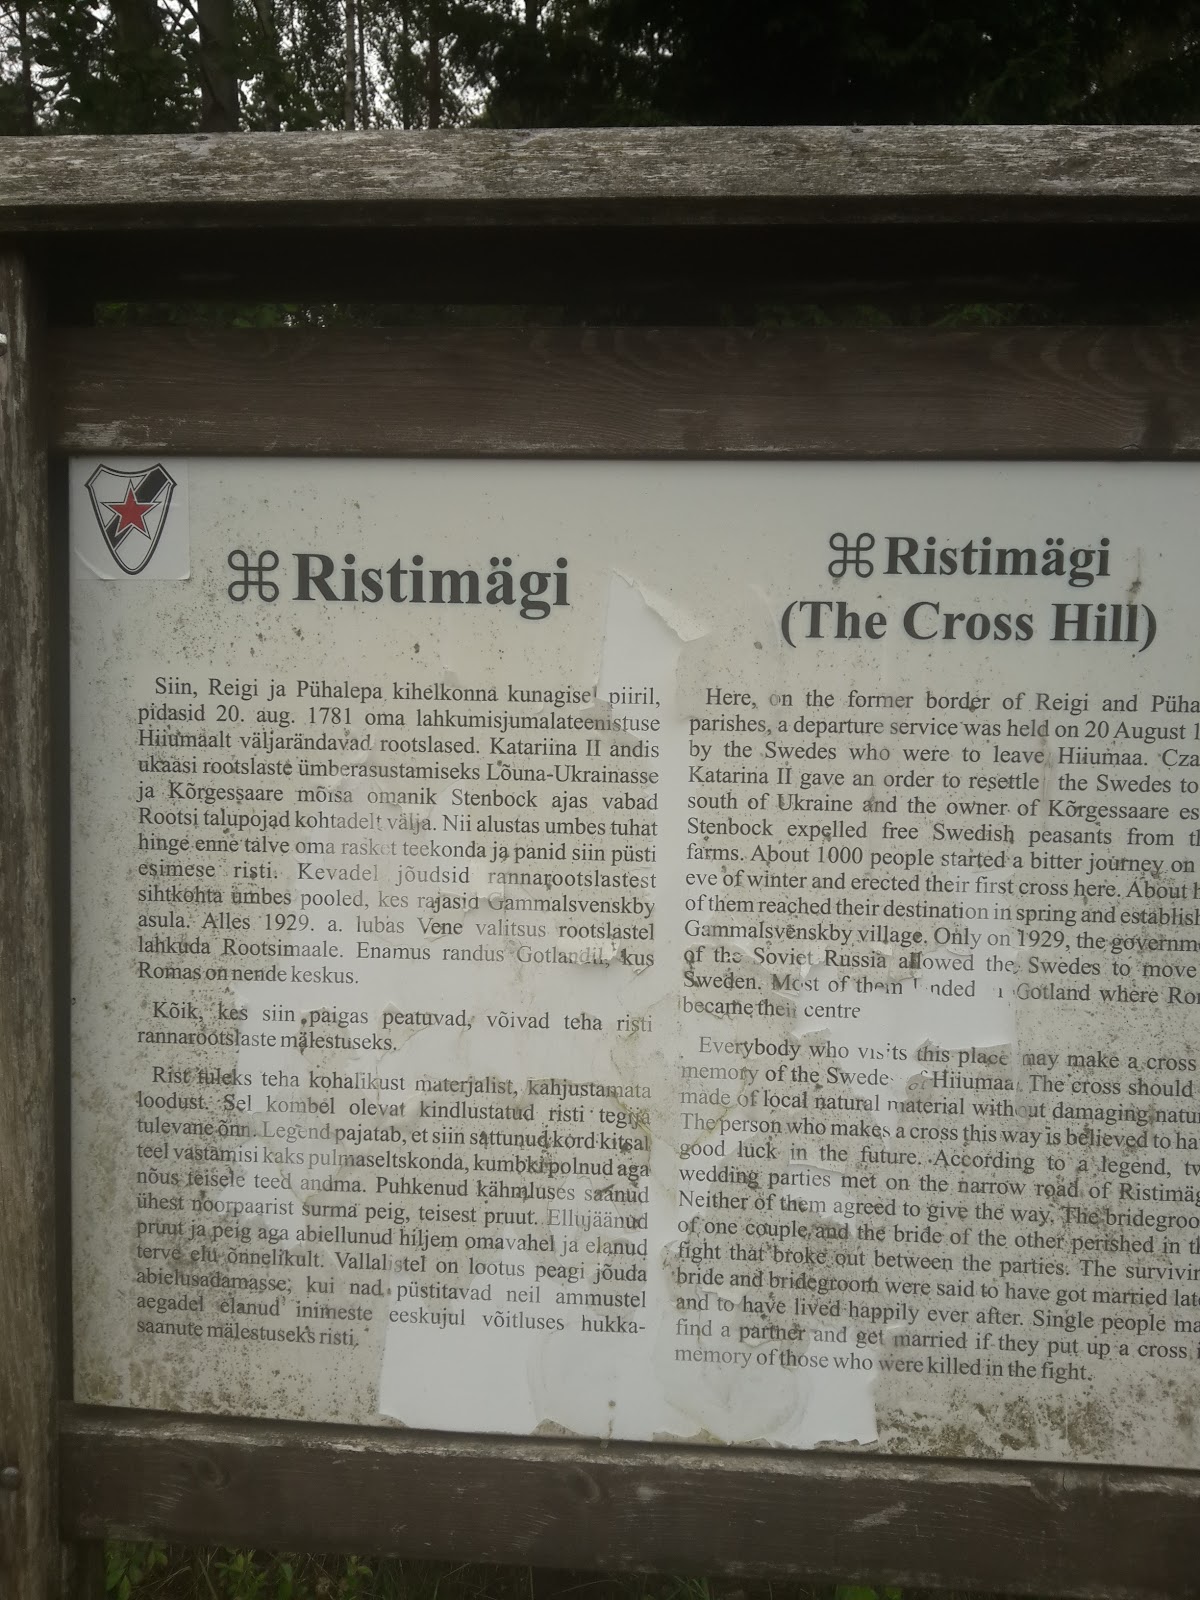 ⌘ Ristimägi
Siin, Reigi ja Pühalepa kihelkonna kunagisel piiril,
pidasid 20. aug. 1781 oma lahkumisjumalateenistuse
Hiiumaalt väljarändavad rootslased. Katariina II andis
ukaasi rootslaste ümberasustamiseks Lõuna-Ukrainasse
ja Kõrgessaare mõisa omanik Stenbock ajas vabad
Rootsi talupojad kohtadelt välja. Nii alustas umbes tuhat
hinge enne talve oma rasket teekonda ja panid siin püsti
esimese risti. Kevadel jõudsid rannarootslastest
sihtkohta umbes pooled, kes rajasid Gammalsvenskby
asula. Alles 1929. a. lubas Vene valitsus rootslastel
lahkuda Rootsimaale. Enamus randus Gotlandil, kus
Romas on nende keskus.
Kõik, kes siin paigas peatuvad, võivad teha risti
rannarootslaste mälestuseks.
Rist tuleks teha kohalikust materjalist, kahjustamata
loodust. Sel kombel olevat kindlustatud risti tegija
tulevane õnn. Legend pajatab, et siin sattunud kord kitsal
teel vastamisi kaks pulmaseltskonda, kumbki polnud aga
nõus teisele teed andma. Puhkenud kähmluses saanud
ühest noorpaarist surma peig, teisest pruut. Ellujäänud
pruut ja peig aga abiellunud hiljem omavahel ja elanud
terve elu õnnelikult. Vallalistel on lootus peagi jõuda
abielusadamasse, kui nad püstitavad neil ammustel
aegadel elanud inimeste eeskujul võitluses hukka-
saanute mälestuseks risti.
⌘ Ristimägi
(The Cross Hill)
Here, on the former border of Reigi and Püha
parishes, a departure service was held on 20 August 1
by the Swedes who were to leave Hiiumaa. Cza
Katarina II gave an order to resettle the Swedes to
south of Ukraine and the owner of Kõrgessaare es
Stenbock expelled free Swedish peasants from th
farms. About 1000 people started a bitter journey on
eve of winter and erected their first cross here. About h
of them reached their destination in spring and establish
Gammalsvenskby village. Only on 1929, the governme
of the Soviet Russia allowed the Swedes to move
Sweden. Most of them landed in Gotland where Rom
became their centre
Everybody who visits this place may make a cross
memory of the Swede of Hiiumaa. The cross should
made of local natural material without damaging natur
The person who makes a cross this way is believed to ha
good luck in the future. According to a legend, tw
wedding parties met on the narrow road of Ristimäg
Neither of them agreed to give the way. The bridegroo
of one couple and the bride of the other perished in th
fight that broke out between the parties. The survivin
bride and bridegroom were said to have got married late
and to have lived happily ever after. Single people ma
find a partner and get married if they put up a cross i
memory of those who were killed in the fight.